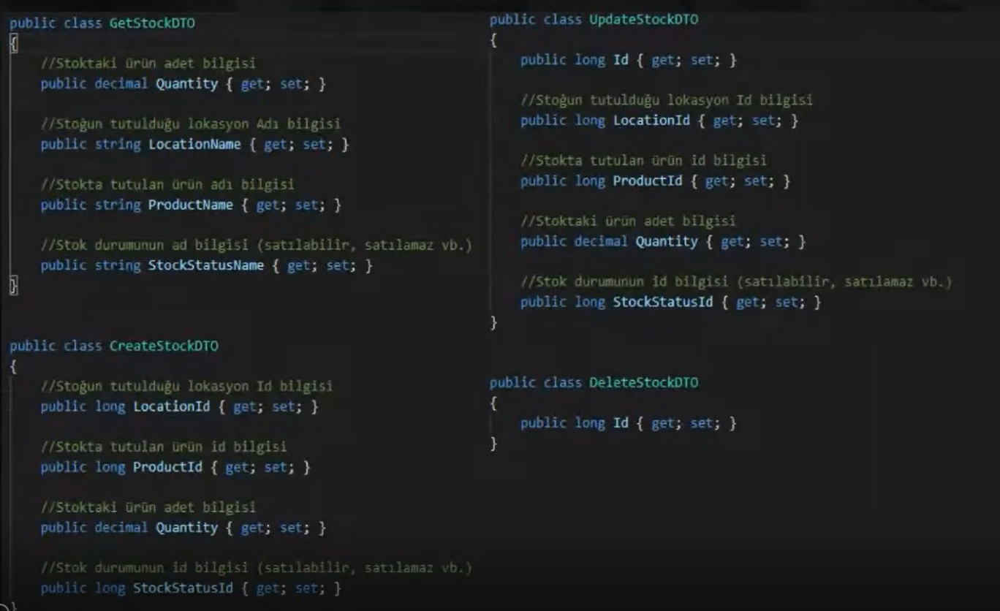 public class GetStockDTO
{
//Stoktaki ürün adet bilgisi
public decimal Quantity { get; set; }
//Stoğun tutulduğu lokasyon Adı bilgisi
public string LocationName { get; set; }
//Stokta tutulan ürün adı bilgisi
public string ProductName { get; set; }
//Stok durumunun ad bilgisi (satılabilir, satılamaz vb.)
public string StockStatusName { get; set; }
}
public class CreateStockDTO
{
//Stoğun tutulduğu lokasyon Id bilgisi
public long LocationId { get; set; }
//Stokta tutulan ürün id bilgisi
public long ProductId { get; set; }
//Stoktaki ürün adet bilgisi
public decimal Quantity { get; set; }
//Stok durumunun id bilgisi (satılabilir, satılamaz vb.)
public long StockStatusId { get; set; }
}
public class UpdateStockDTO
{
public long Id { get; set; }
//Stoğun tutulduğu lokasyon Id bilgisi
public long LocationId { get; set; }
//Stokta tutulan ürün id bilgisi
public long ProductId { get; set; }
//Stoktaki ürün adet bilgisi
public decimal Quantity { get; set; }
//Stok durumunun id bilgisi (satılabilir, satılamaz vb.)
public long StockStatusId { get; set; }
}
public class DeleteStockDTO
{
public long Id { get; set; }
}